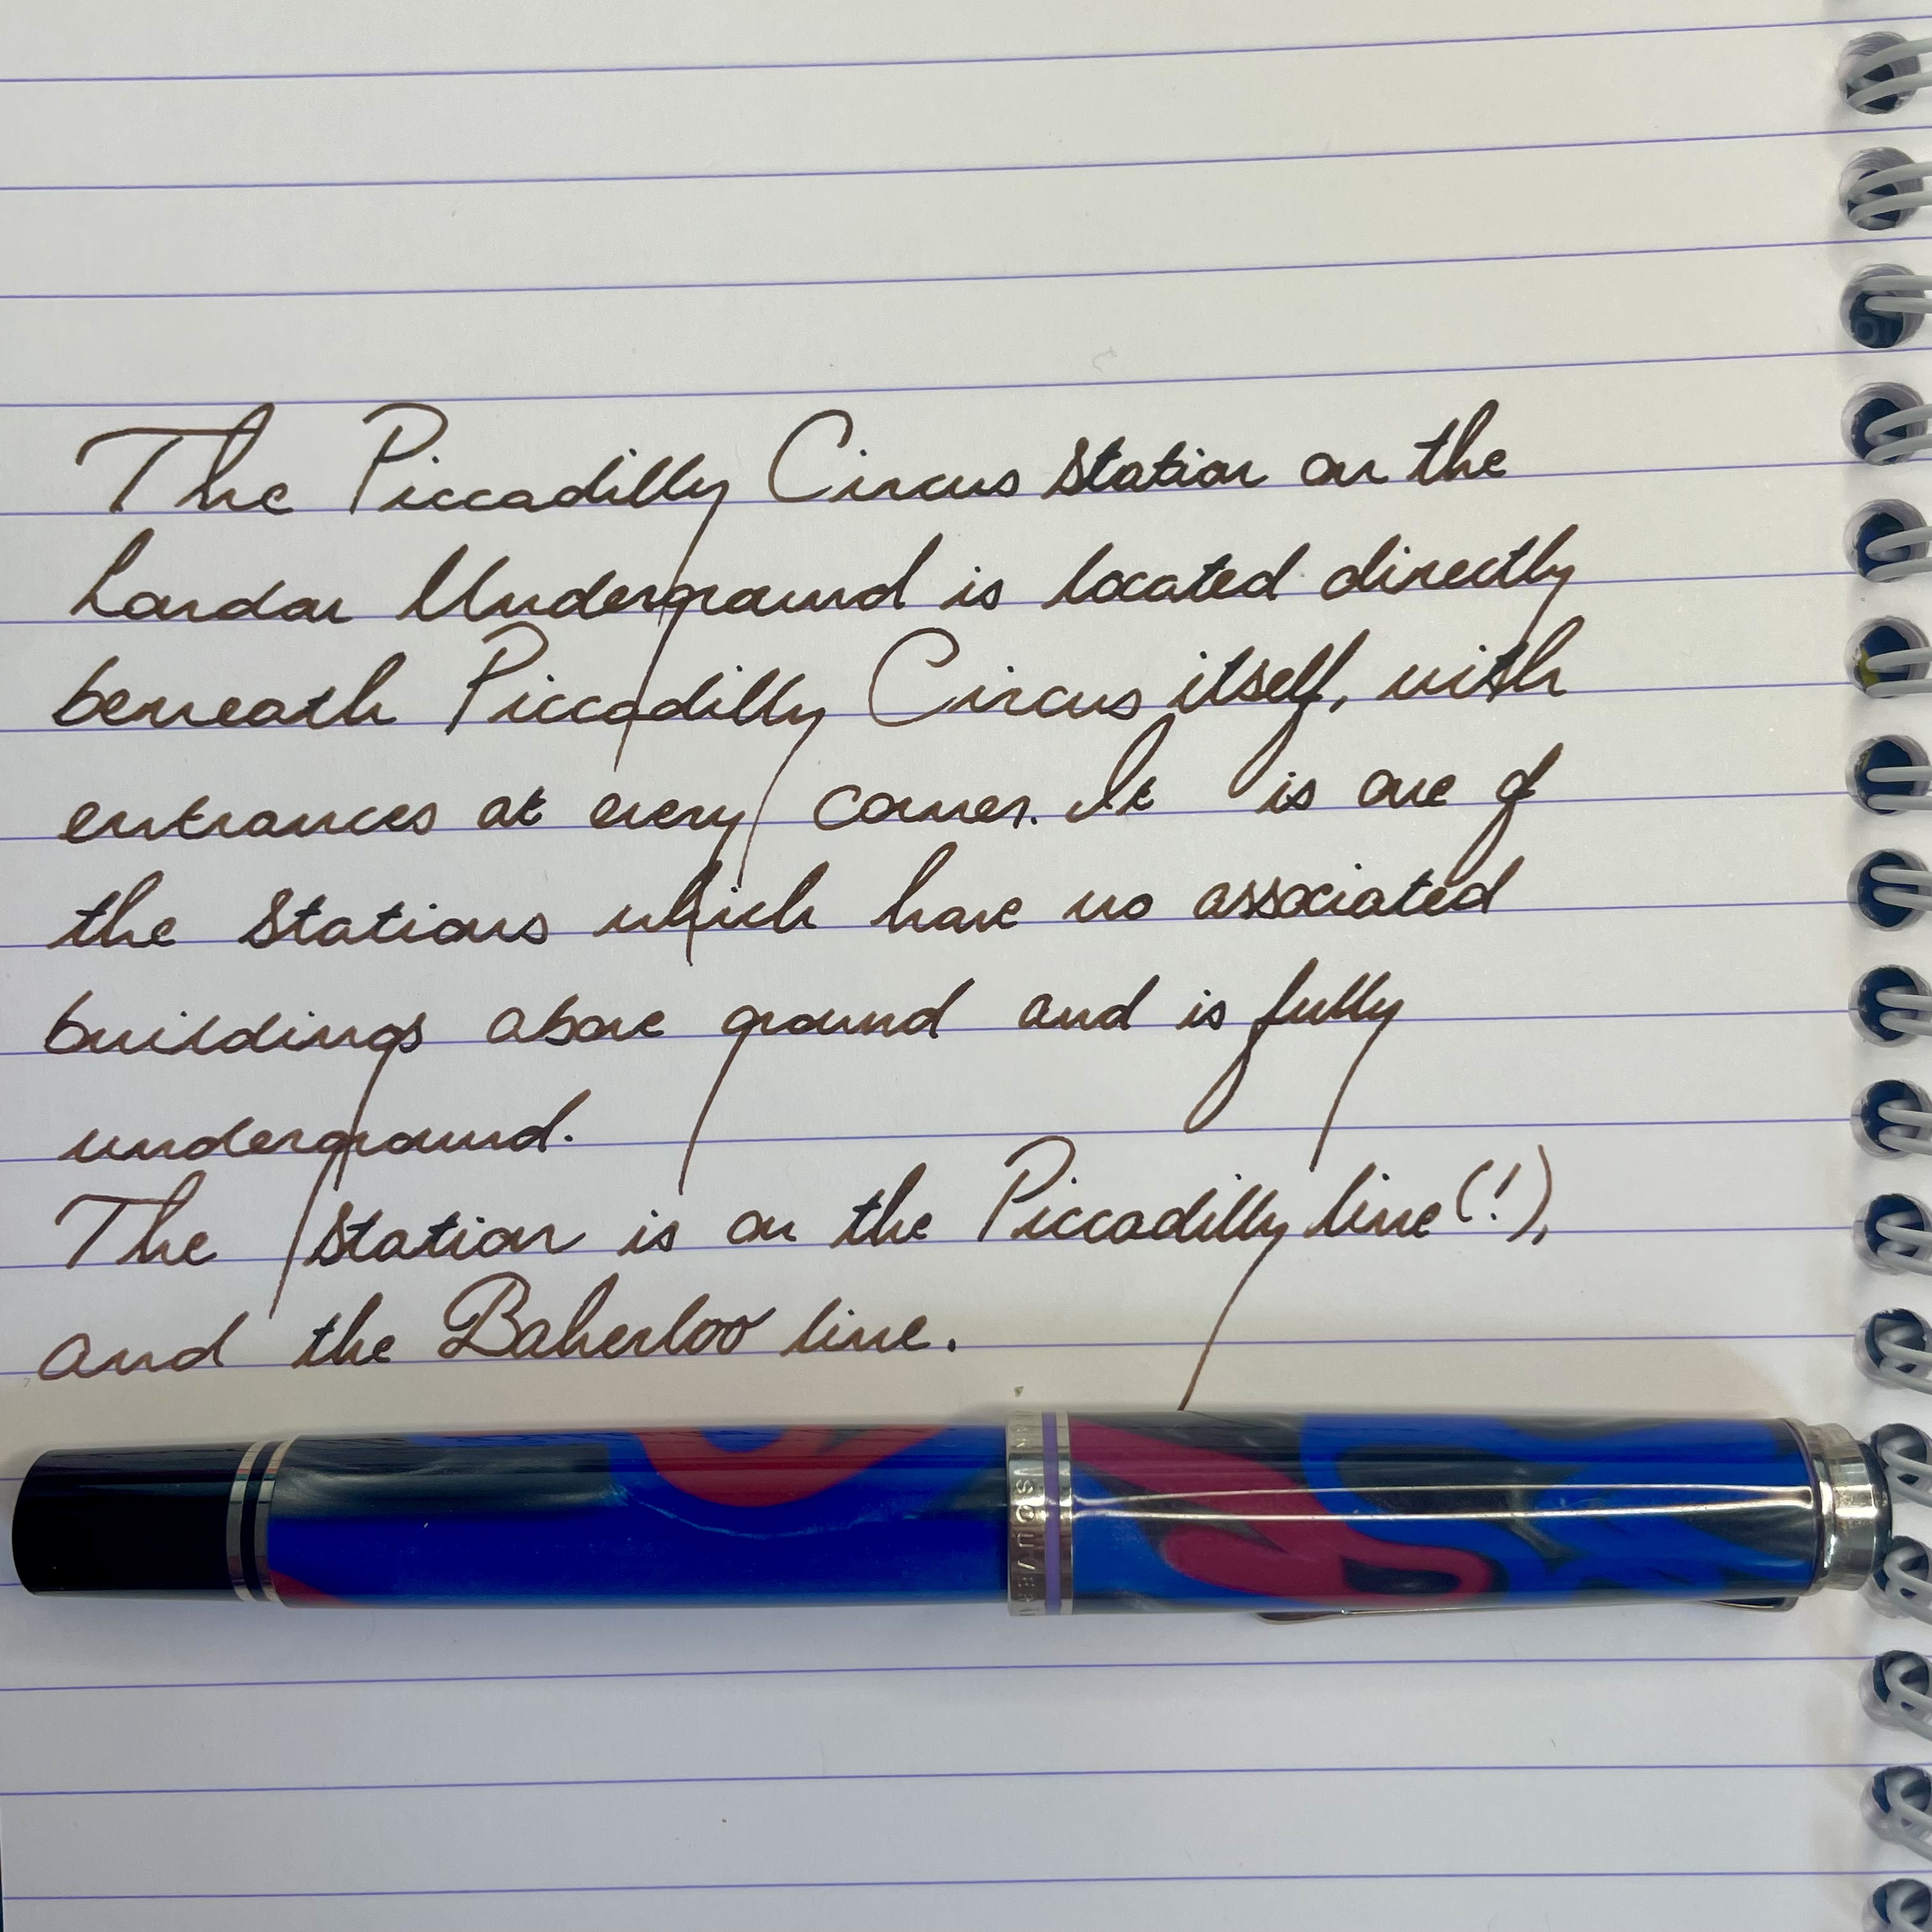 The Piccadilly Circus station on the
London Underground is located directly
beneath Piccadilly Circus itself, with
entrances at every corner. It is one of
the stations which have no associated
buildings above ground and is fully
underground.
The station is on the Piccadilly line(!),
and the Bakerloo line.
SOUVERÄN